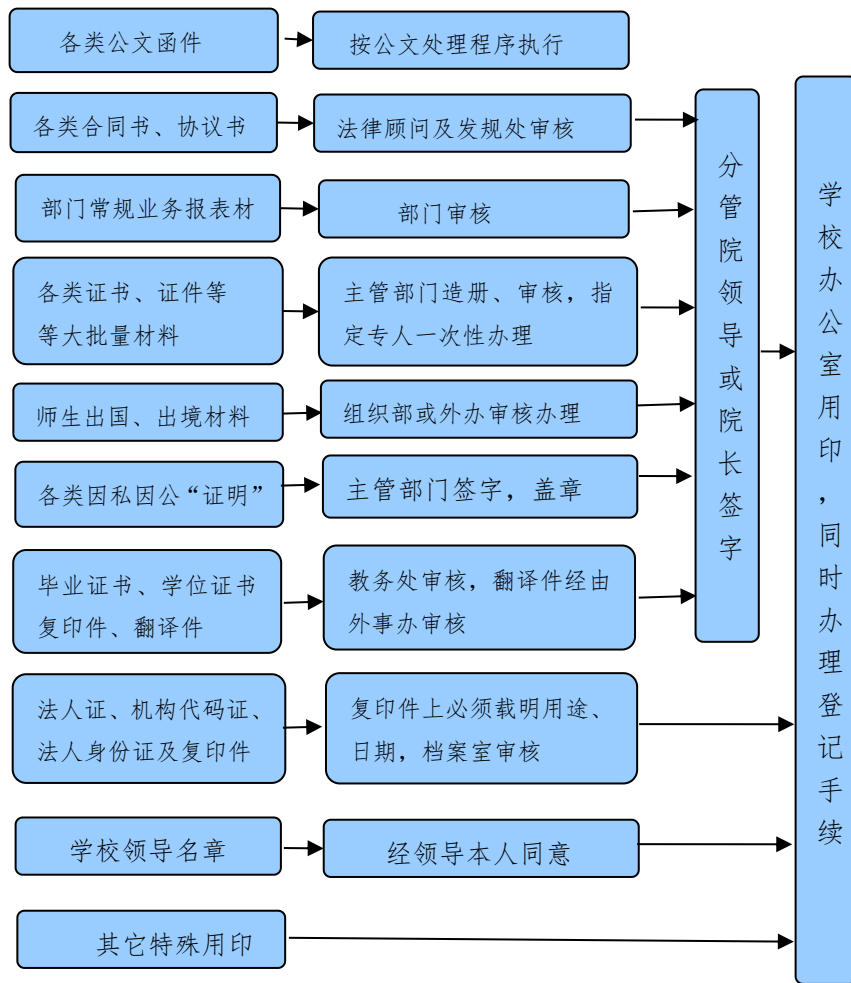 各类公文函件
按公文处理程序执行
各类合同书、协议书
法律顾问及发规处审核
部门常规业务报表材
部门审核
各类证书、证件等
等大批量材料
主管部门造册、审核，指
定专人一次性办理
师生出国、出境材料
组织部或外办审核办理
各类因私因公“证明”
主管部门签字，盖章
毕业证书、学位证书
复印件、翻译件
教务处审核，翻译件经由
外事办审核
法人证、机构代码证、
法人身份证及复印件
复印件上必须载明用途、
日期，档案室审核
学校领导名章
经领导本人同意
其它特殊用印
分管院领导或院长签字
学校办公室用印，同时办理登记手续